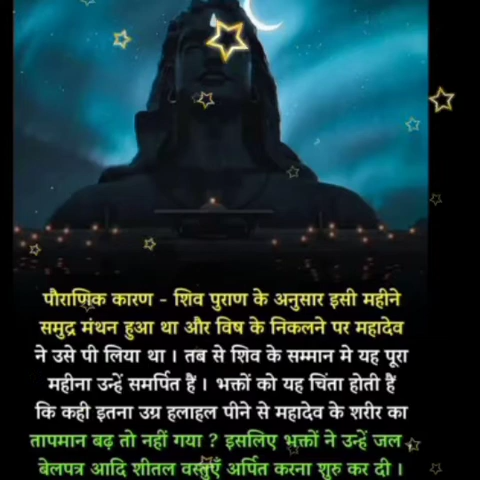 पौराणिक कारण - शिव पुराण के अनुसार इसी महीने
समुद्र मंथन हुआ था और विष के निकलने पर महादेव
ने उसे पी लिया था । तब से शिव के सम्मान मे यह पूरा
महीना उन्हें समर्पित हैं । भक्तों को यह चिंता होती हैं
कि कही इतना उग्र हलाहल पीने से महादेव के शरीर का
तापमान बढ़ तो नहीं गया ? इसलिए भक्तों ने उन्हें जल ,
बेलपत्र आदि शीतल वस्तुएँ अर्पित करना शुरु कर दी ।